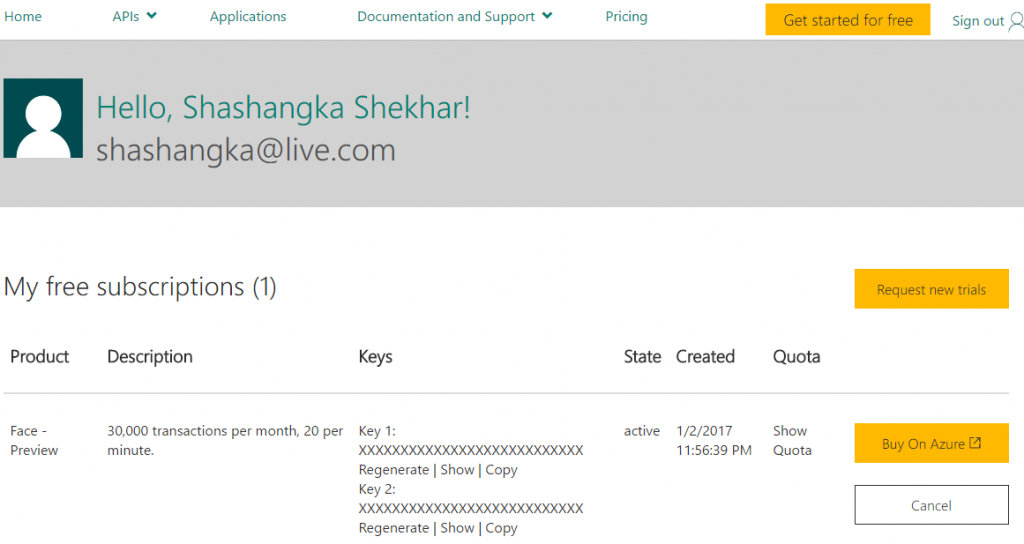 Home APIs Applications Documentation and Support Pricing Get started for free Sign out
Hello, Shashangka Shekhar!
shashangka@live.com
My free subscriptions (1) Request new trials
Product Description Keys State Created Quota
Face - 30,000 transactions per month, 20 per Key 1: active 1/2/2017 Show
Preview minute. XXXXXXXXXXXXXXXXXXXXXXXXXXX 11:56:39 PM Quota Buy On Azure
Regenerate | Show | Copy
Key 2:
XXXXXXXXXXXXXXXXXXXXXXXXXXX Cancel
Regenerate | Show | Copy